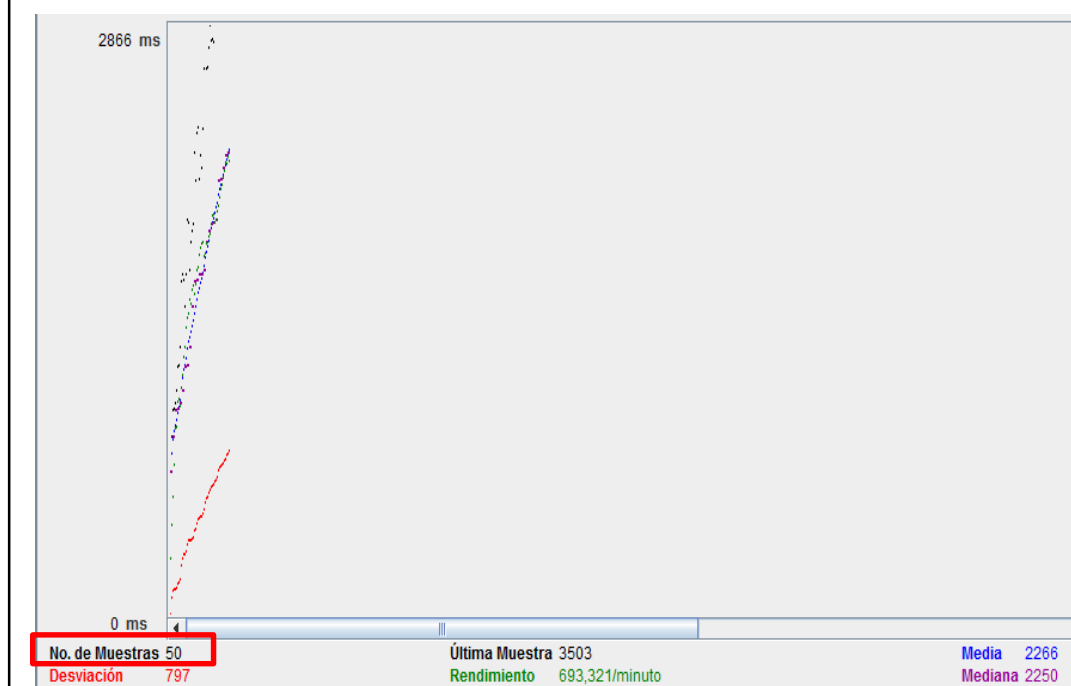 2866 ms
0 ms
No. de Muestras 50 Última Muestra 3503 Media 2266
Desviación 797 Rendimiento 693,321/minuto Mediana 2250